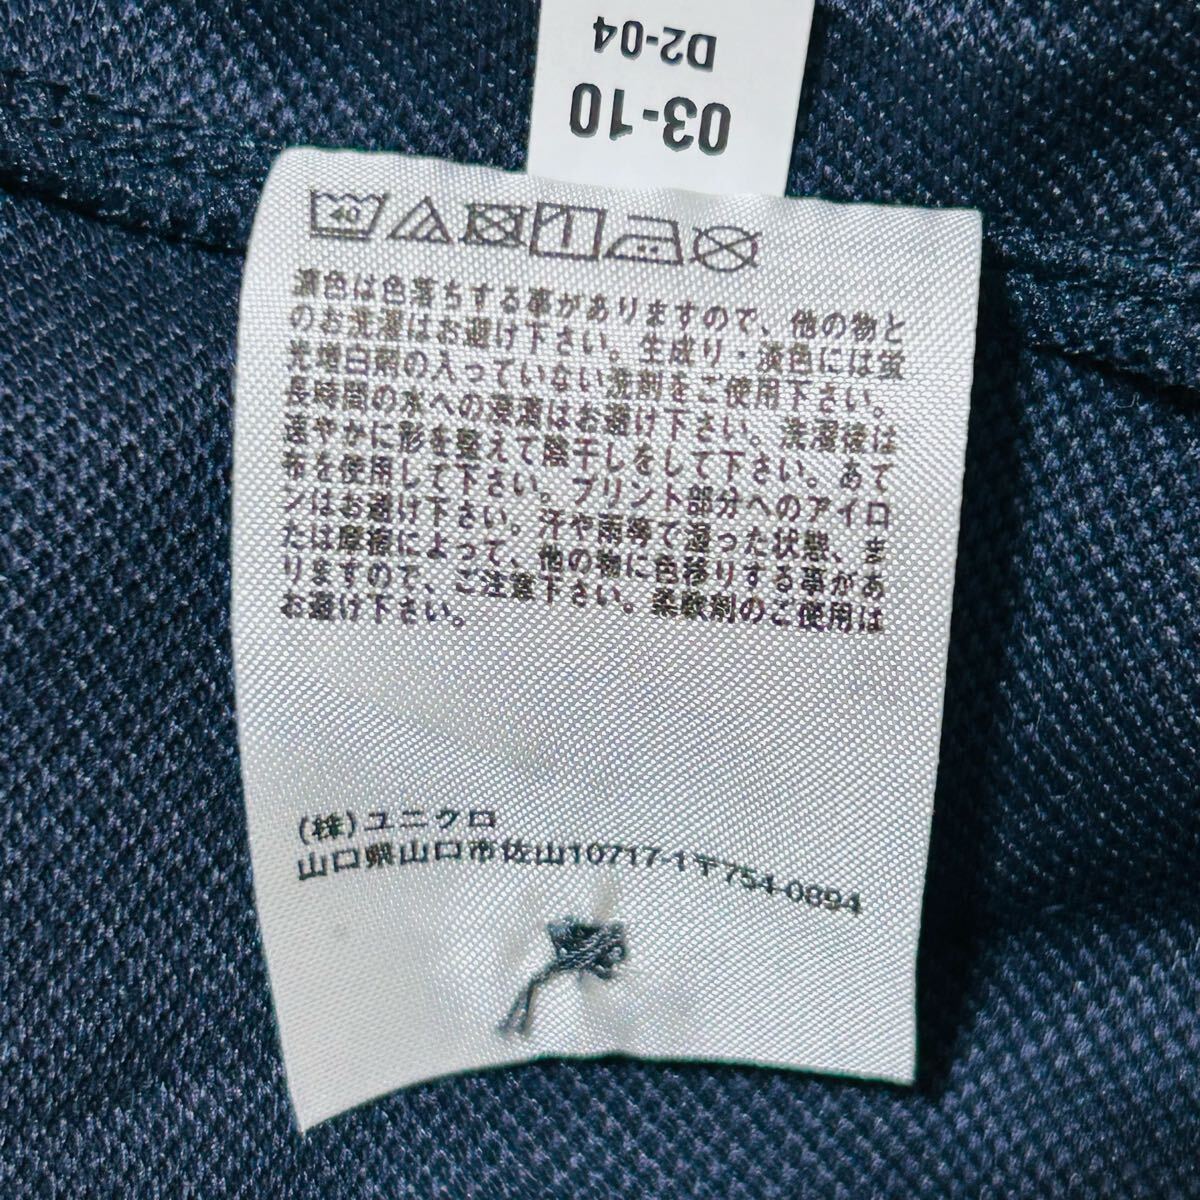 D2-04
03-10
40
濃色は色落ちする事がありますので、他の物と
のお洗濯はお避け下さい。生成り・淡色には蛍
光増白剤の入っていない洗剤をご使用下さい。
長時間の水への浸漬はお避け下さい。洗濯後は
速やかに形を整えて陰干しをして下さい。あて
布を使用して下さい。プリント部分へのアイロ
ンはお避け下さい。汗や雨等で湿った状態、ま
たは摩擦によって、他の物に色移りする事があ
りますので、ご注意下さい。柔軟剤のご使用は
お避け下さい。
(株)ユニクロ
山口県山口市佐山10717-1〒754-0894